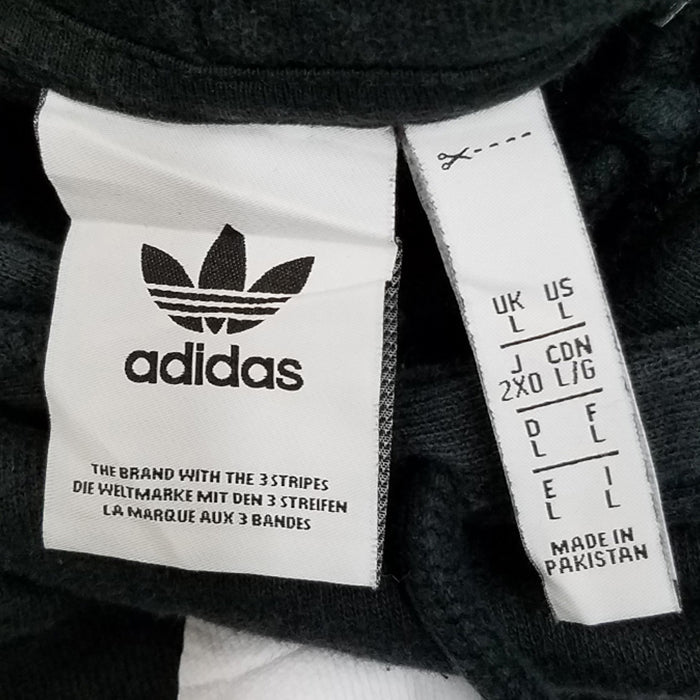 adidas
THE BRAND WITH THE 3 STRIPES
DIE WELTMARKE MIT DEN 3 STREIFEN
LA MARQUE AUX 3 BANDES
UK US
L L
J CDN
2XO L/G
D F
L L
E I
L L
MADE IN
PAKISTAN